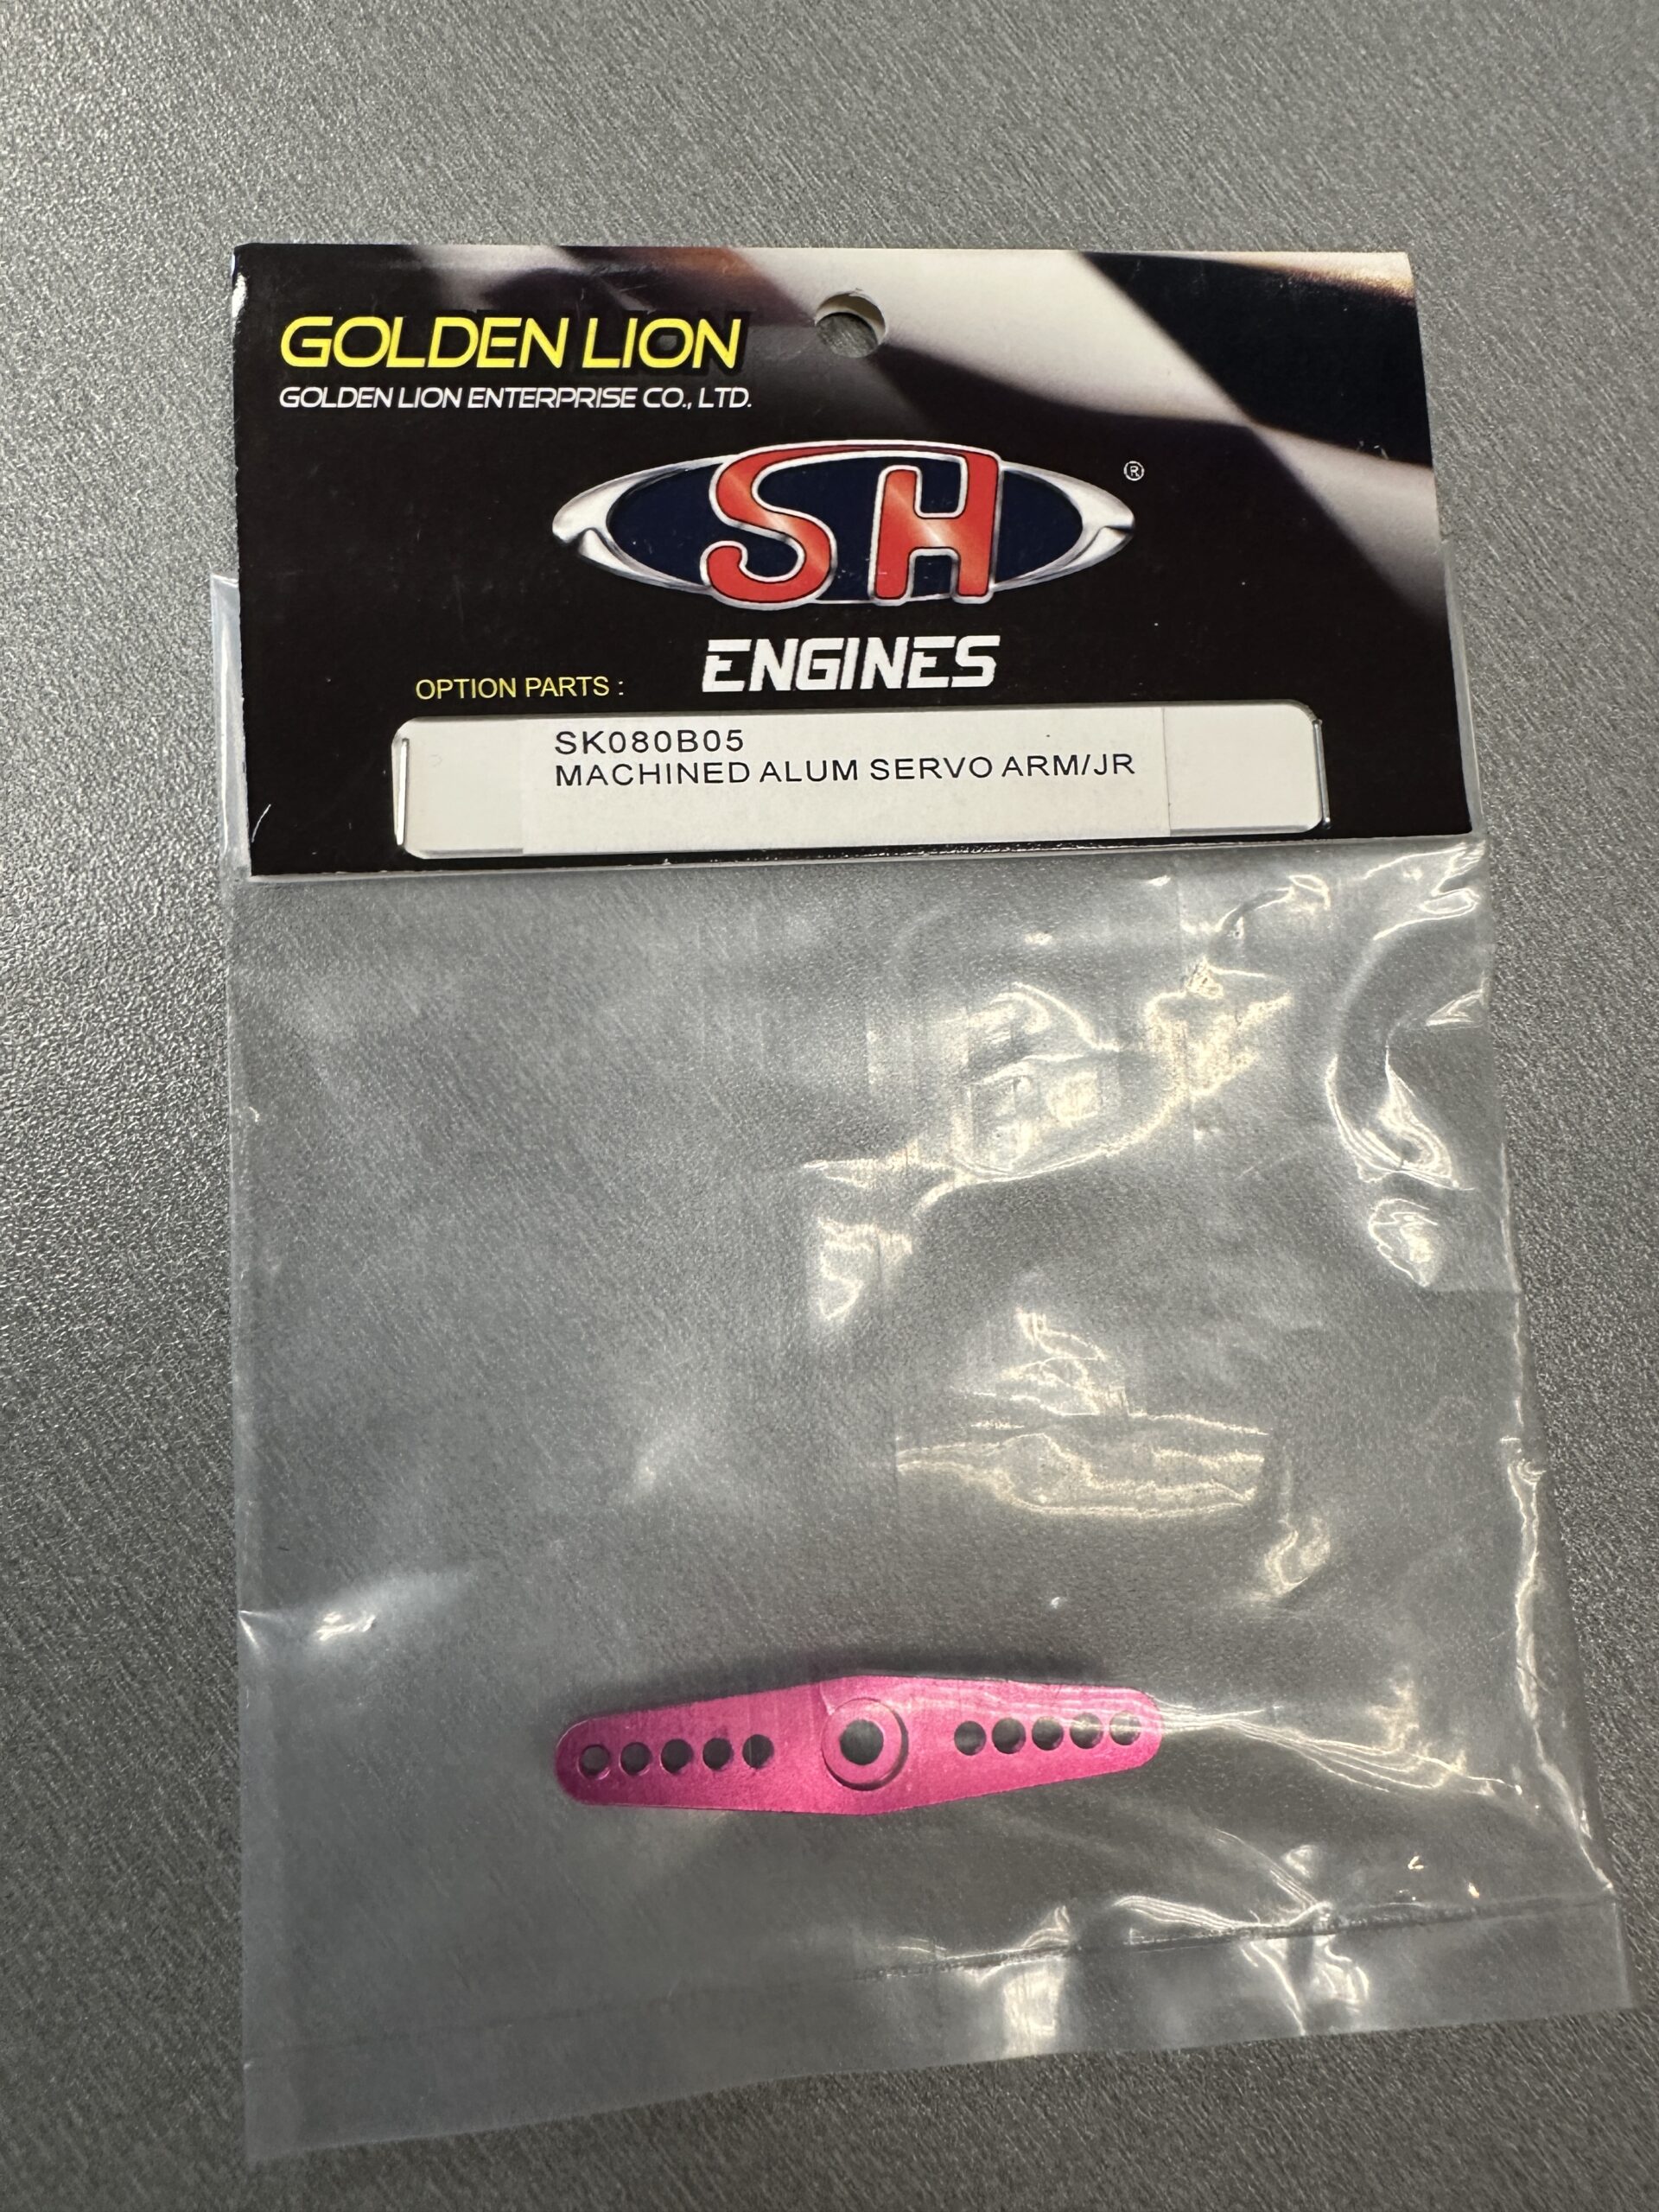 GOLDEN LION
GOLDEN LION ENTERPRISE CO., LTD.
SH ®
ENGINES
OPTION PARTS :
SK080B05
MACHINED ALUM SERVO ARM/JR